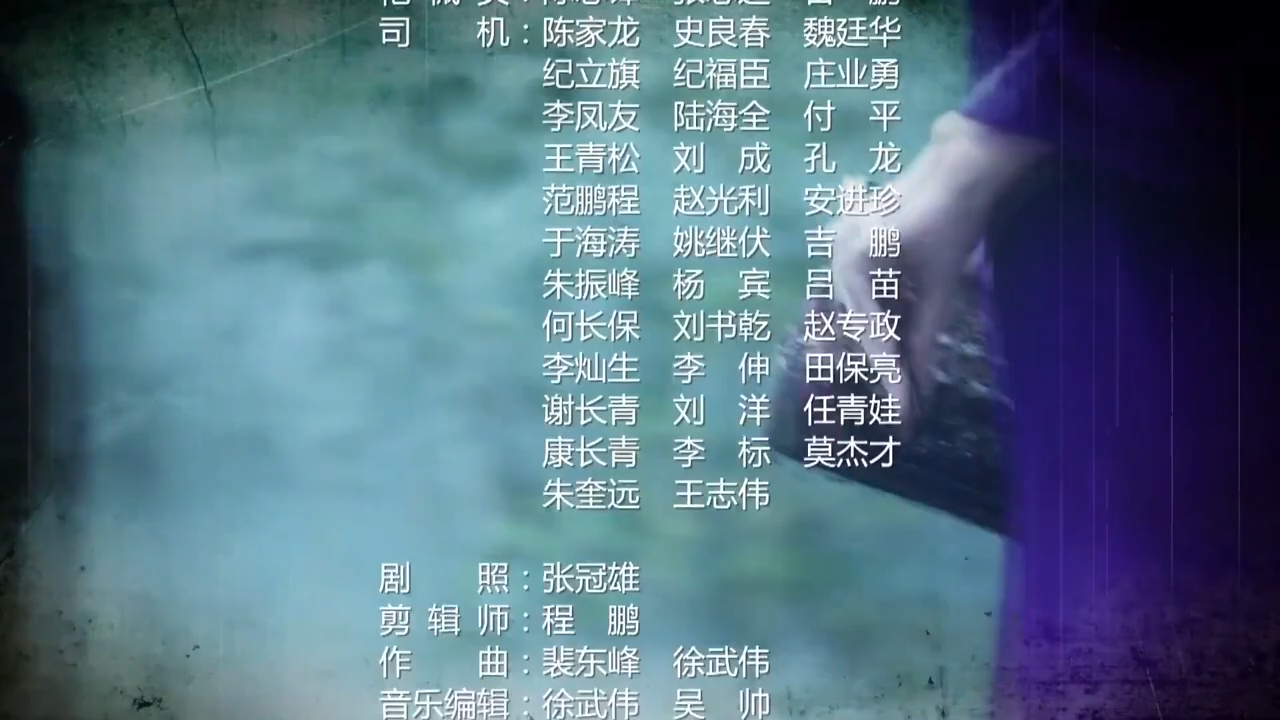 司机：陈家龙 史良春 魏廷华
纪立旗 纪福臣 庄业勇
李凤友 陆海全 付平
王青松 刘成 孔龙
范鹏程 赵光利 安进珍
于海涛 姚继伏 吉鹏
朱振峰 杨宾 吕苗
何长保 刘书乾 赵专政
李灿生 李伸 田保亮
谢长青 刘洋 任青娃
康长青 李标 莫杰才
朱奎远 王志伟
剧照：张冠雄
剪辑师：程鹏
作曲：裴东峰 徐武伟
音乐编辑：徐武伟 吴帅